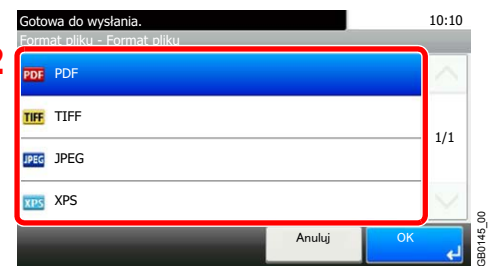 Gotowa do wysłania. 10:10
Format pliku - Format pliku
2
PDF PDF
TIFF TIFF
1/1
JPEG JPEG
XPS XPS
Anuluj OK
GB0145_00